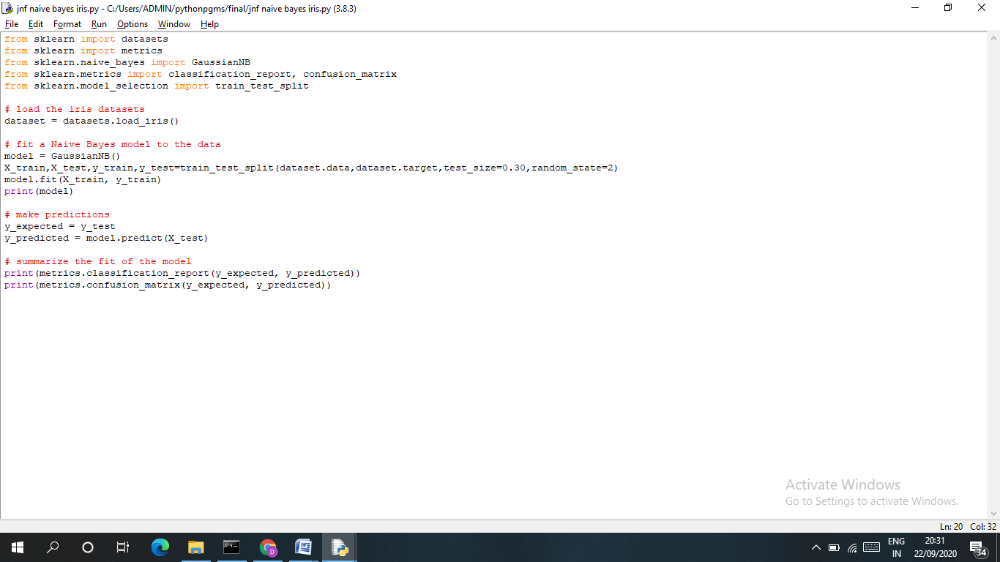 jnf naive bayes iris.py - C:/Users/ADMIN/pythonpgms/final/jnf naive bayes iris.py (3.8.3)
File Edit Format Run Options Window Help
from sklearn import datasets
from sklearn import metrics
from sklearn.naive_bayes import GaussianNB
from sklearn.metrics import classification_report, confusion_matrix
from sklearn.model_selection import train_test_split
# load the iris datasets
dataset = datasets.load_iris()
# fit a Naive Bayes model to the data
model = GaussianNB()
X_train,X_test,y_train,y_test=train_test_split(dataset.data,dataset.target,test_size=0.30,random_state=2)
model.fit(X_train, y_train)
print(model)
# make predictions
y_expected = y_test
y_predicted = model.predict(X_test)
# summarize the fit of the model
print(metrics.classification_report(y_expected, y_predicted))
print(metrics.confusion_matrix(y_expected, y_predicted))
Activate Windows
Go to Settings to activate Windows.
Ln: 20 Col: 32
D
ENG
IN
20:31
22/09/2020
34